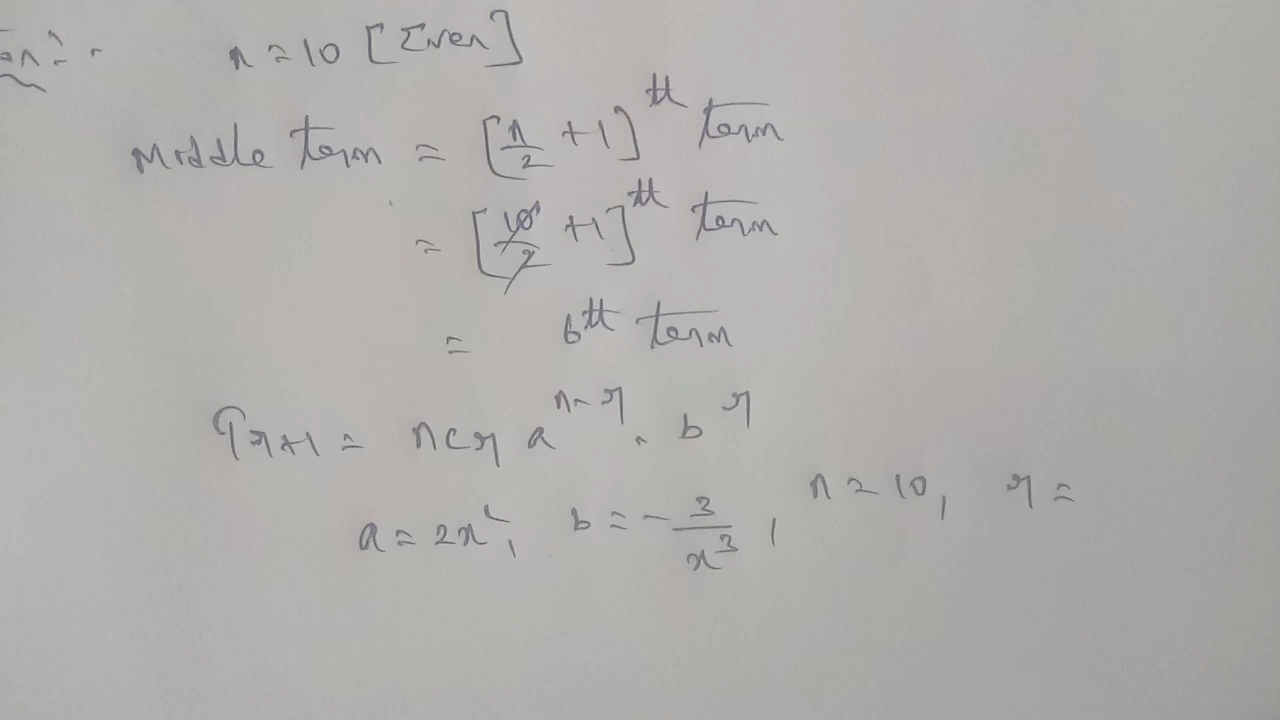 n = 10 [Even]
Middle term = [n/2 + 1]th term
= [10/2 + 1]th term
= 6th term
Tr+1 = ncr a^n-r . b^r
a = 2x², b = -3/x³, n = 10, r =